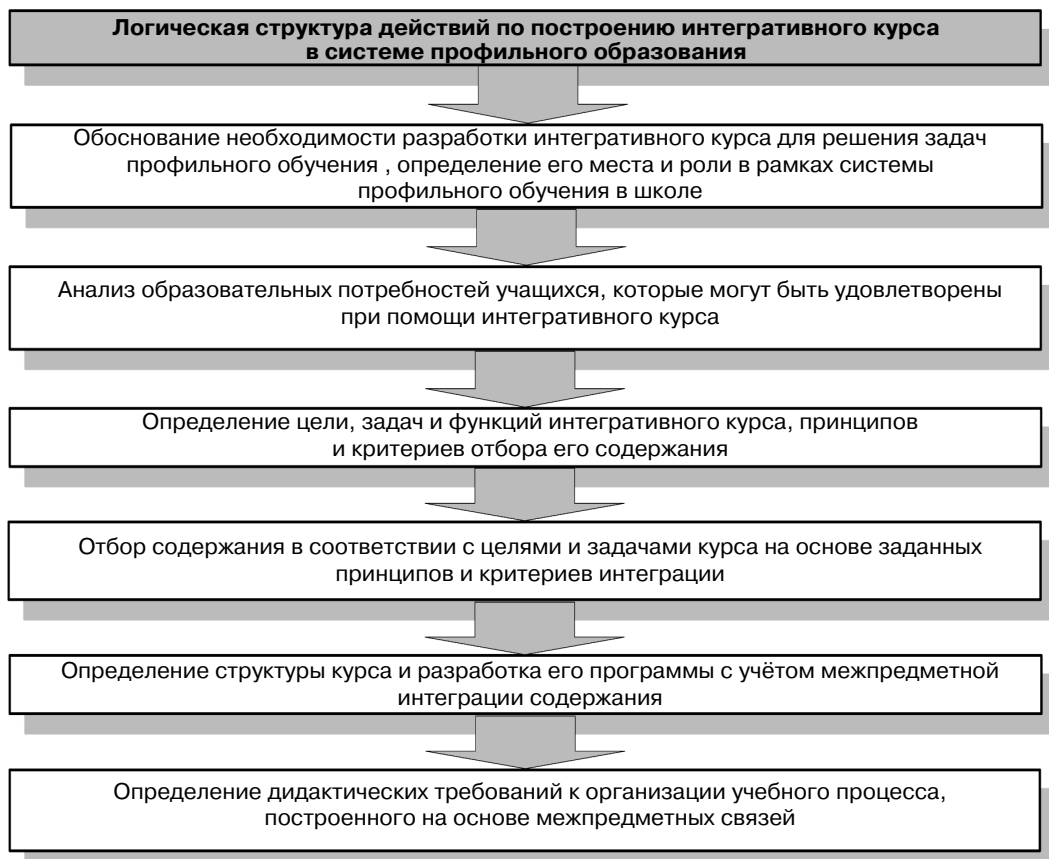 Логическая структура действий по построению интегративного курса
в системе профильного образования
Обоснование необходимости разработки интегративного курса для решения задач
профильного обучения , определение его места и роли в рамках системы
профильного обучения в школе
Анализ образовательных потребностей учащихся, которые могут быть удовлетворены
при помощи интегративного курса
Определение цели, задач и функций интегративного курса, принципов
и критериев отбора его содержания
Отбор содержания в соответствии с целями и задачами курса на основе заданных
принципов и критериев интеграции
Определение структуры курса и разработка его программы с учётом межпредметной
интеграции содержания
Определение дидактических требований к организации учебного процесса,
построенного на основе межпредметных связей